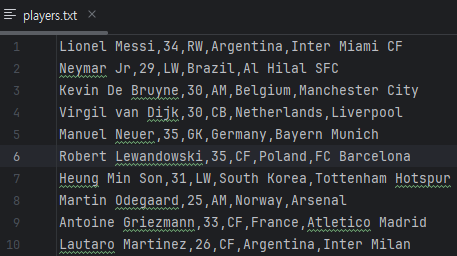 players.txt
1 Lionel Messi,34,RW,Argentina,Inter Miami CF
2 Neymar Jr,29,LW,Brazil,Al Hilal SFC
3 Kevin De Bruyne,30,AM,Belgium,Manchester City
4 Virgil van Dijk,30,CB,Netherlands,Liverpool
5 Manuel Neuer,35,GK,Germany,Bayern Munich
6 Robert Lewandowski,35,CF,Poland,FC Barcelona
7 Heung Min Son,31,LW,South Korea,Tottenham Hotspur
8 Martin Odegaard,25,AM,Norway,Arsenal
9 Antoine Griezmann,33,CF,France,Atletico Madrid
10 Lautaro Martinez,26,CF,Argentina,Inter Milan